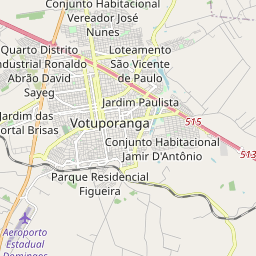 Conjunto Habitacional
Vereador José
Nunes
Quarto Distrito
Industrial Ronaldo
Abrão David
Sayeg
Loteamento
São Vicente
de Paulo
Jardim Paulista
515
Jardim das
Portal Brisas
Votuporanga
Conjunto Habitacional
Jamir D'Antônio
513
Parque Residencial
Figueira
Aeroporto
Estadual
Domingos